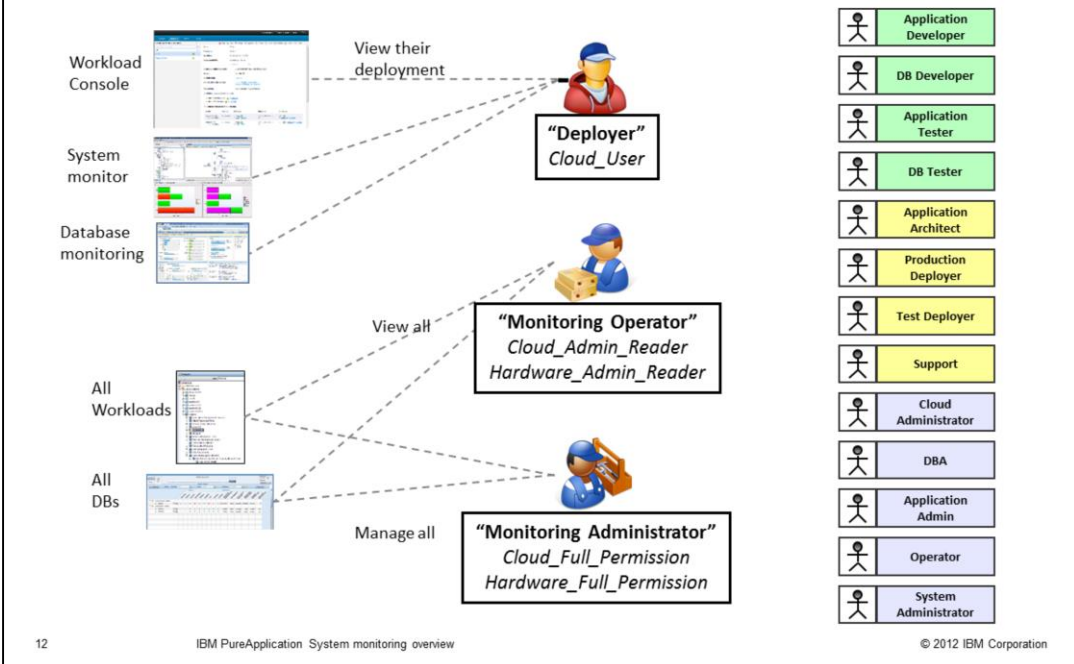 Workload
Console
View their
deployment
System
monitor
Database
monitoring
"Deployer"
Cloud_User
View all
"Monitoring Operator"
Cloud_Admin_Reader
Hardware_Admin_Reader
All
Workloads
All
DBs
Manage all
"Monitoring Administrator"
Cloud_Full_Permission
Hardware_Full_Permission
Application
Developer
DB Developer
Application
Tester
DB Tester
Application
Architect
Production
Deployer
Test Deployer
Support
Cloud
Administrator
DBA
Application
Admin
Operator
System
Administrator
12
IBM PureApplication System monitoring overview
© 2012 IBM Corporation